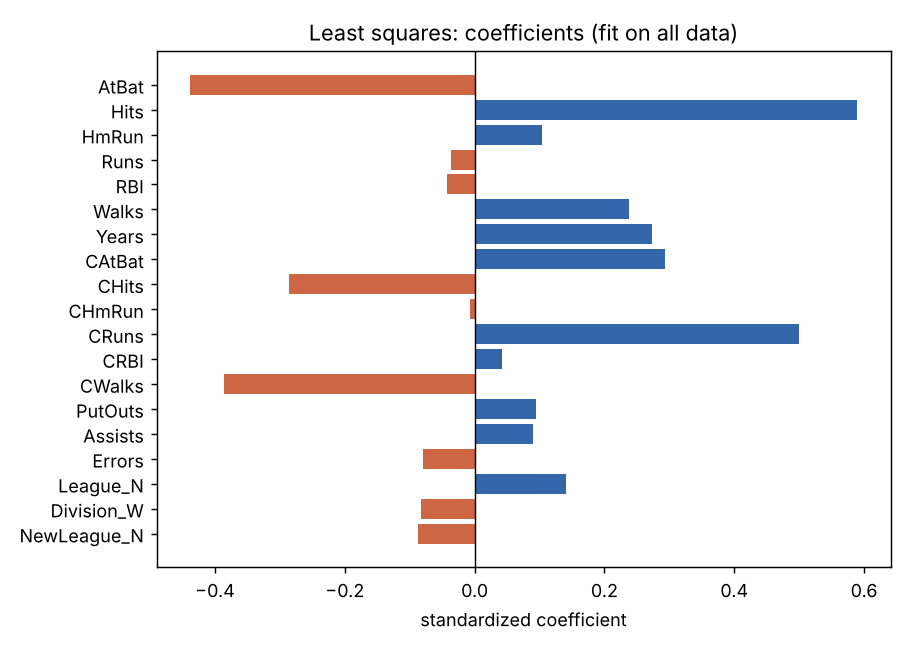 Least squares: coefficients (fit on all data)
AtBat
Hits
HmRun
Runs
RBI
Walks
Years
CAtBat
CHits
CHmRun
CRuns
CRBI
CWalks
PutOuts
Assists
Errors
League_N
Division_W
NewLeague_N
−0.4 −0.2 0.0 0.2 0.4 0.6
standardized coefficient